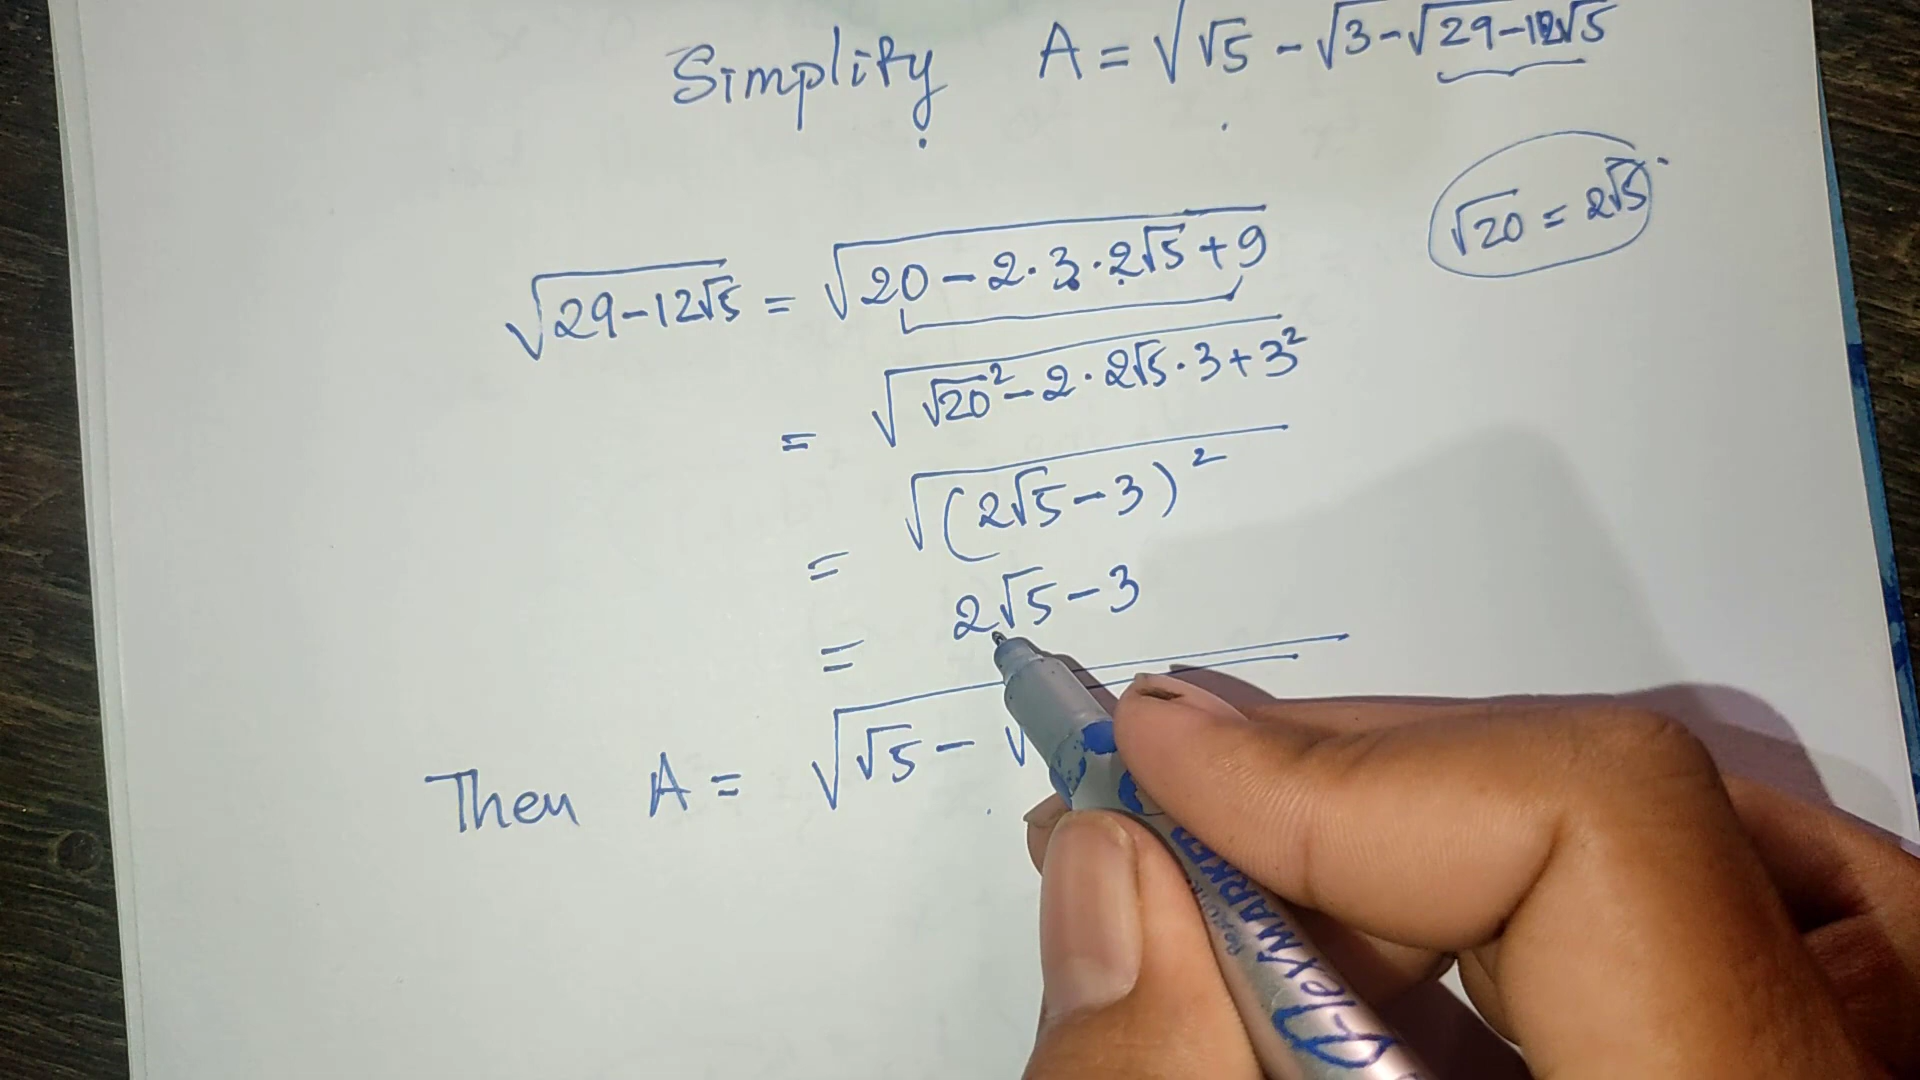 Simplify A = √√5 - √3-√29-12√5
√20 = 2√5
√29-12√5 = √20-2·3·2√5+9
= √√20²-2·2√5·3+3²
= √(2√5-3)²
= 2√5-3
Then A = √√5-√
FlexMARKER